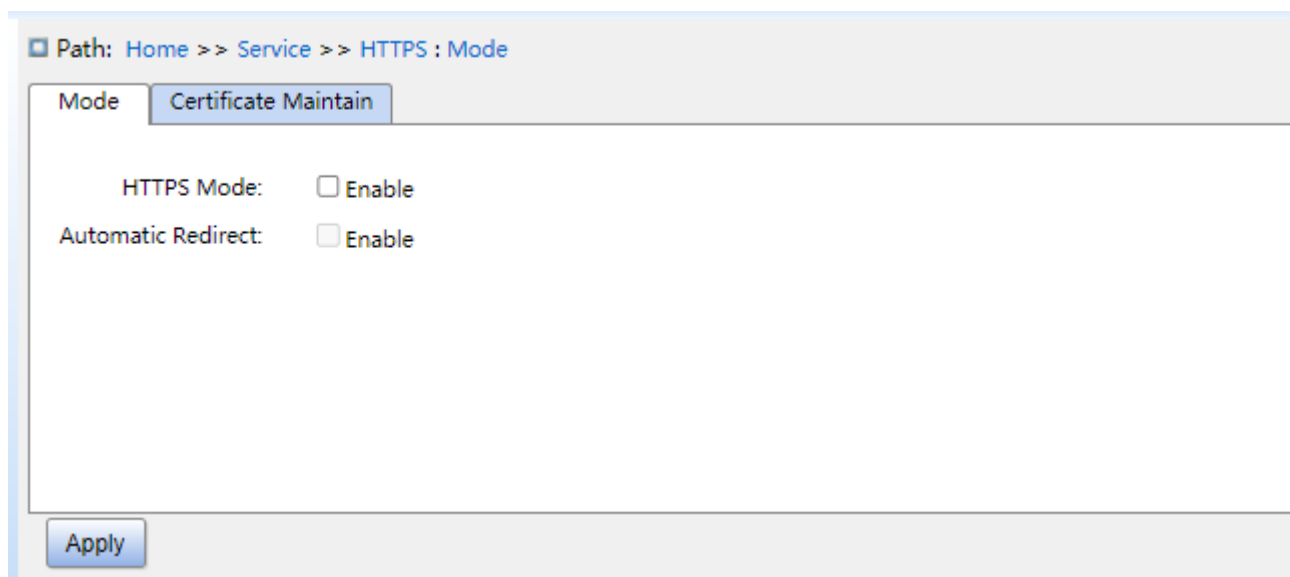 Path: Home >> Service >> HTTPS : Mode
Mode Certificate Maintain
HTTPS Mode: Enable
Automatic Redirect: Enable
Apply